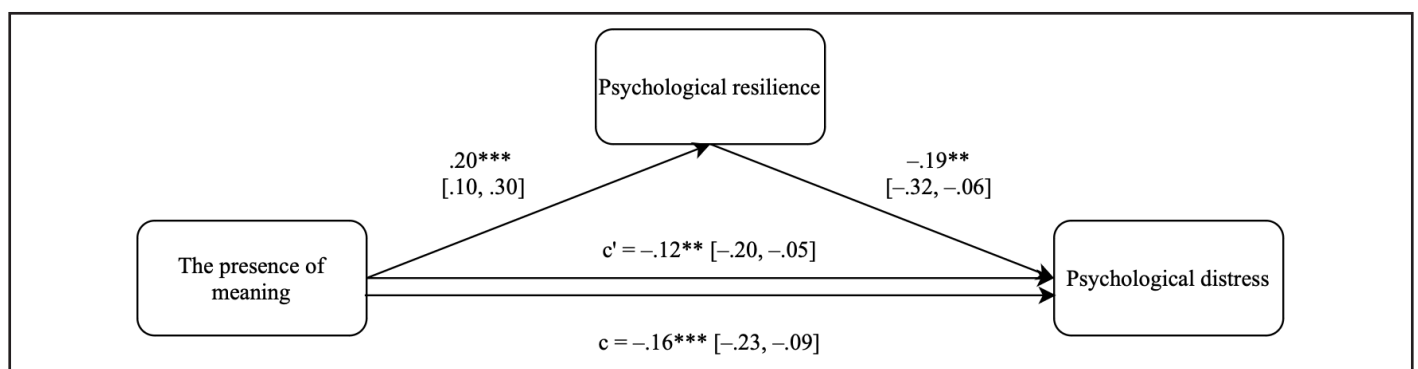 Psychological resilience
.20***
[.10, .30]
–.19**
[–.32, –.06]
The presence of
meaning
c' = –.12** [–.20, –.05]
Psychological distress
c = –.16*** [–.23, –.09]